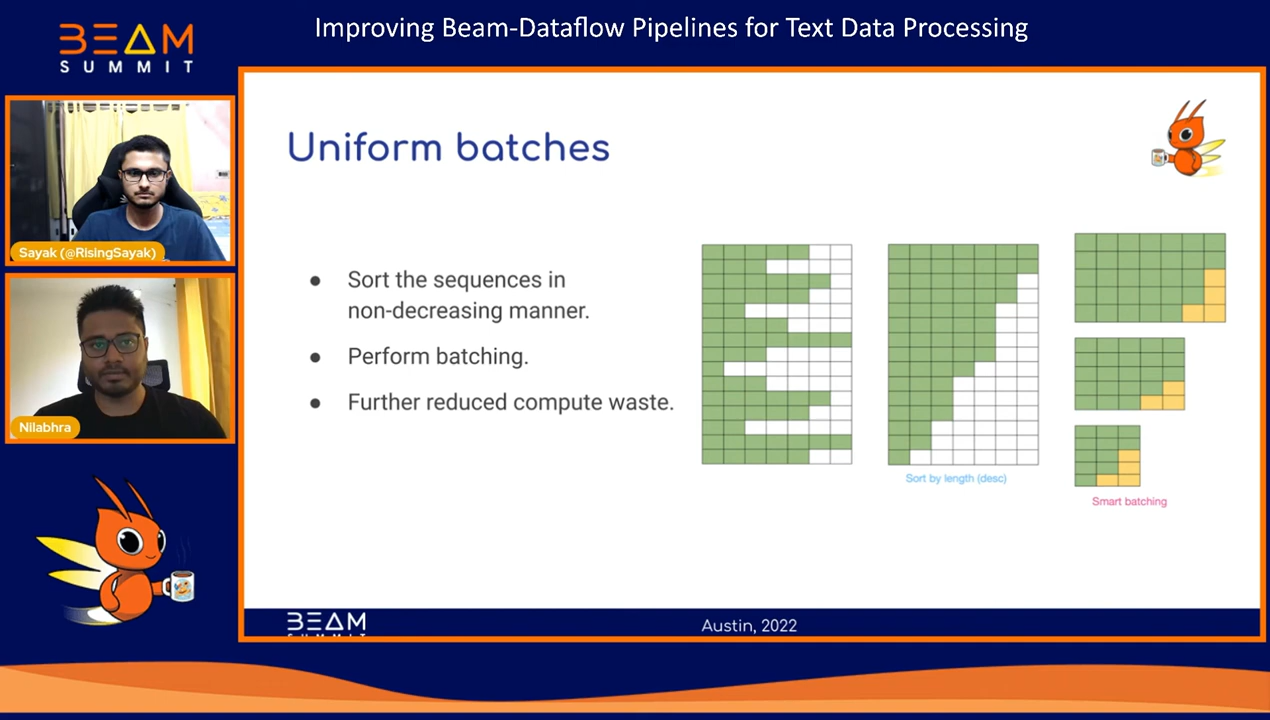 Improving Beam-Dataflow Pipelines for Text Data Processing
BEAM
SUMMIT
Sayak (@RisingSayak)
Nilabhra
Uniform batches
● Sort the sequences in
non-decreasing manner.
● Perform batching.
● Further reduced compute waste.
Sort by length (desc)
Smart batching
BEAM
SUMMIT
Austin, 2022